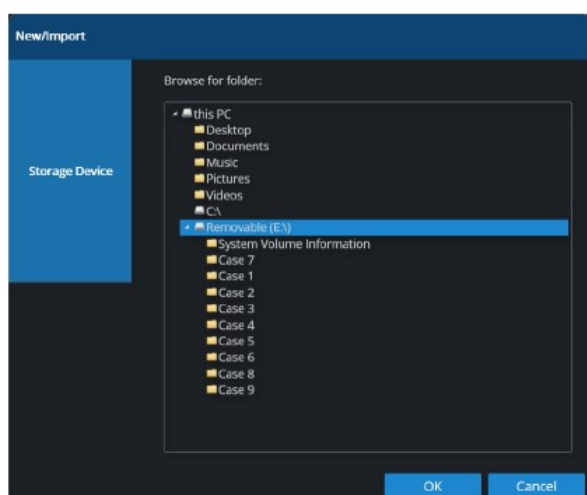 New/Import
Storage Device
Browse for folder:
this PC
Desktop
Documents
Music
Pictures
Videos
C:\
Removable (E:\)
System Volume Information
Case 7
Case 1
Case 2
Case 3
Case 4
Case 5
Case 6
Case 8
Case 9
OK
Cancel